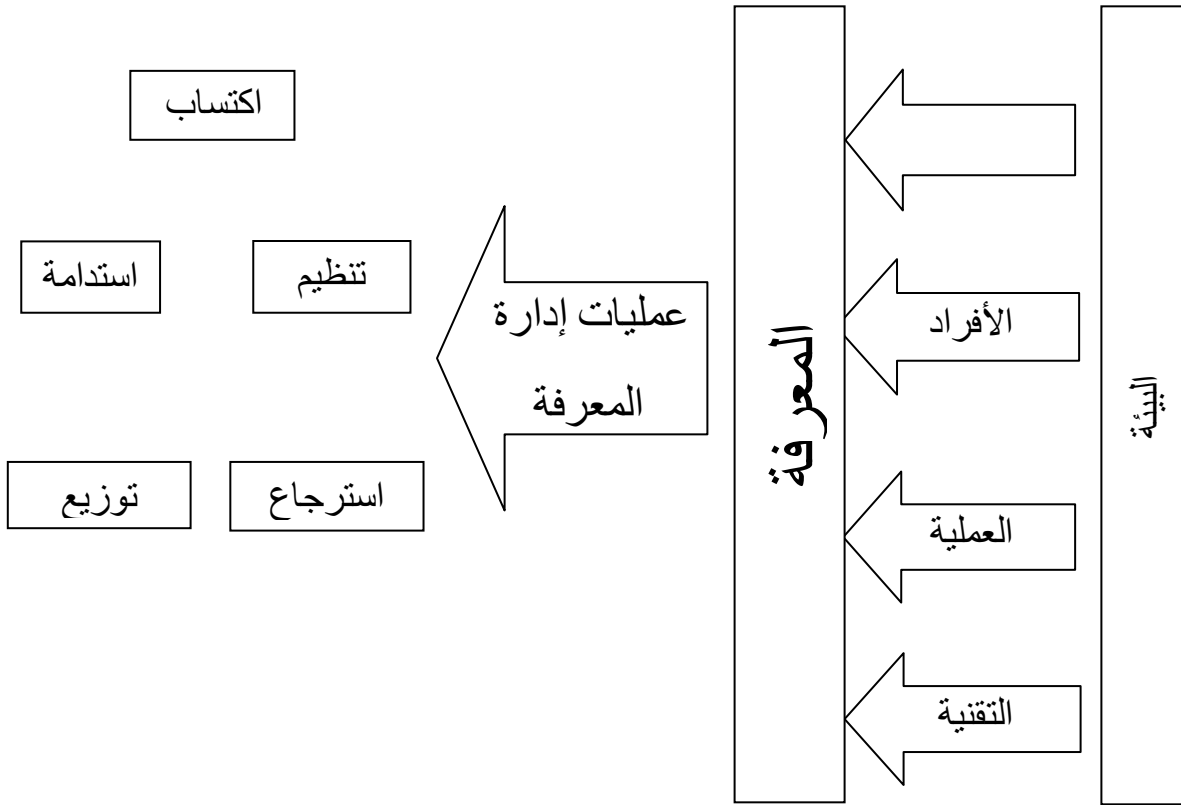 البيئة
الأفراد
العملية
التقنية
المعرفة
عمليات إدارة
المعرفة
اكتساب
تنظيم
استدامة
استرجاع
توزيع